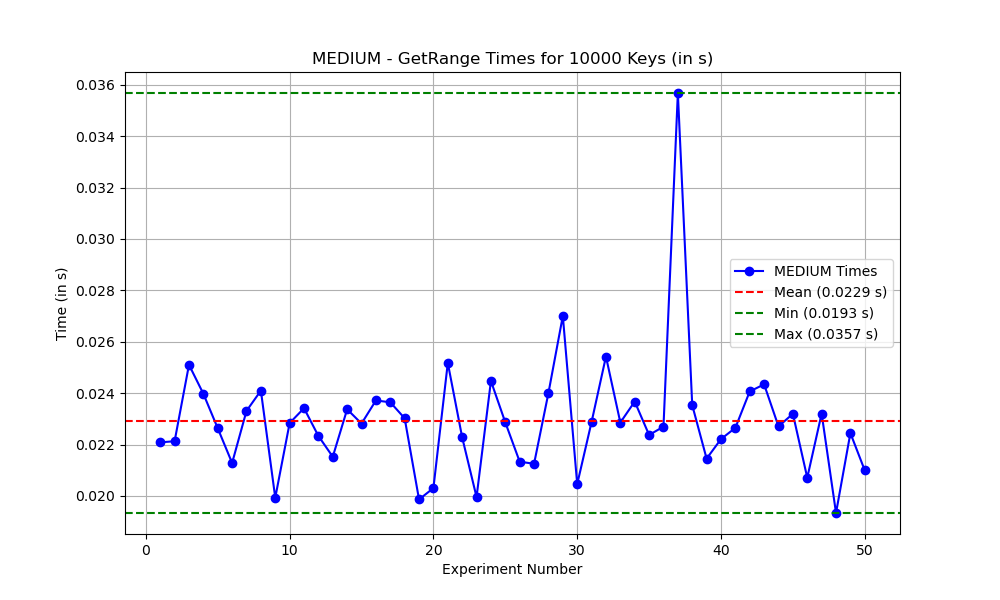 MEDIUM - GetRange Times for 10000 Keys (in s)
0.036
0.034
0.032
0.030
0.028
0.026
0.024
0.022
0.020
Time (in s)
MEDIUM Times
Mean (0.0229 s)
Min (0.0193 s)
Max (0.0357 s)
0 10 20 30 40 50
Experiment Number